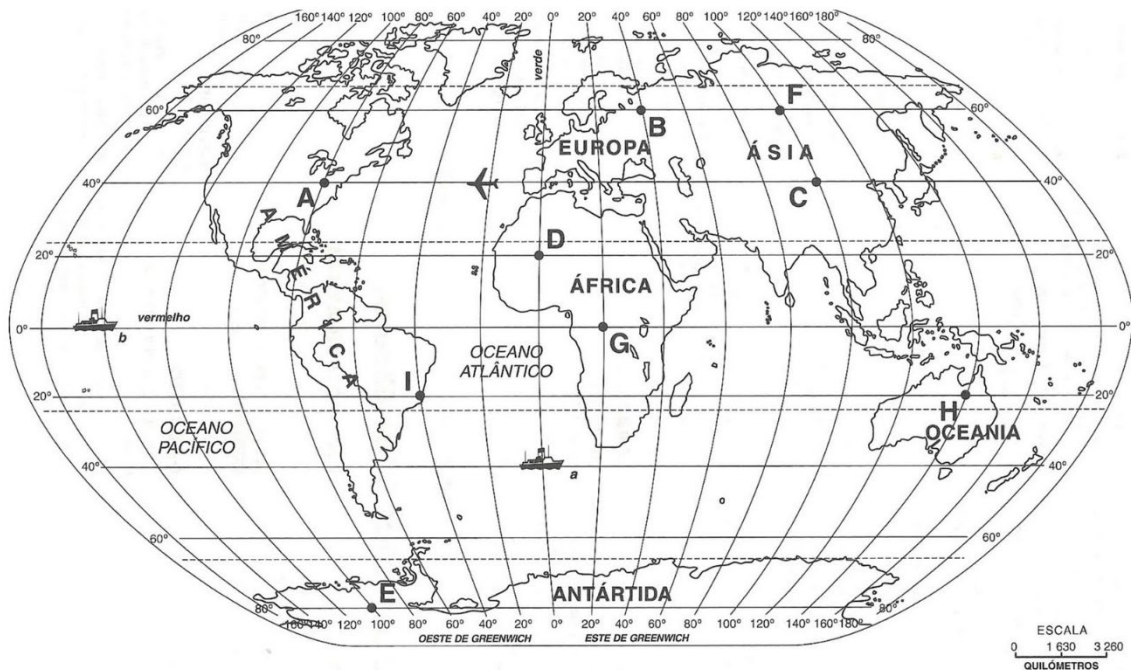 160° 140° 120° 100° 80° 60° 40° 20° 0° 20° 40° 60° 80° 100° 120° 140° 180°
80° 80°
verde
F
60° 60°
B
EUROPA ÁSIA
40° 40°
A C
AMÉRICA
D
20° 20°
ÁFRICA
vermelho
b
0° 0°
G
OCEANO
ATLÂNTICO
I
20° 20°
H
OCEANIA
OCEANO
PACÍFICO
40° 40°
a
60° 60°
E ANTÁRTIDA
80° 80°
160° 140° 120° 100° 80° 60° 40° 20° 0° 20° 40° 60° 80° 100° 120° 140° 180°
OESTE DE GREENWICH ESTE DE GREENWICH
ESCALA
0 1 630 3 260
QUILÓMETROS